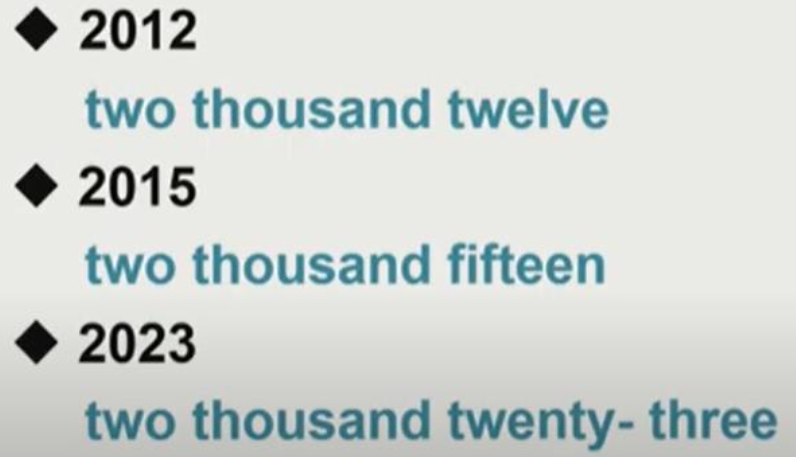 ◆ 2012
two thousand twelve
◆ 2015
two thousand fifteen
◆ 2023
two thousand twenty- three